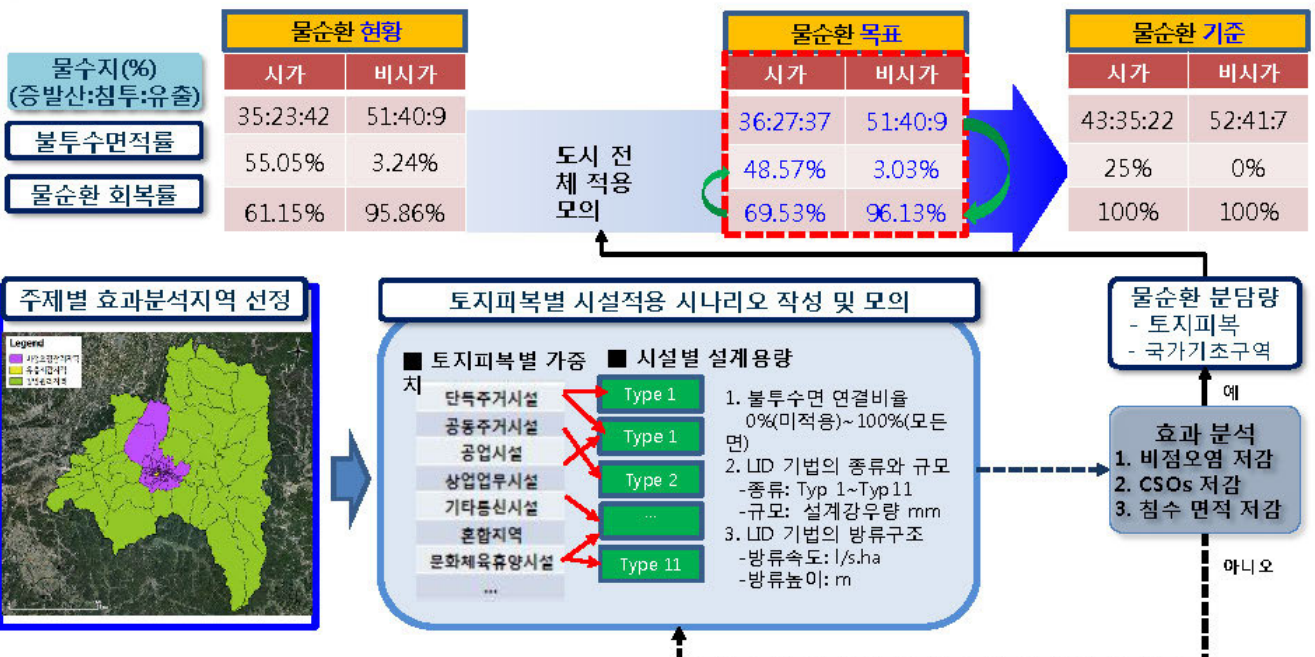 물순환 현황
물순환 목표
물순환 기준
물수지(%)
(증발산:침투:유출)
시가 비시가
시가 비시가
시가 비시가
35:23:42 51:40:9
36:27:37 51:40:9
43:35:22 52:41:7
불투수면적률
55.05% 3.24%
48.57% 3.03%
25% 0%
물순환 회복률
61.15% 95.86%
69.53% 96.13%
100% 100%
도시 전
체 적용
모의
주제별 효과분석지역 선정
Legend
토지피복별 시설적용 시나리오 작성 및 모의
■ 토지피복별 가중
치
단독주거시설
공동주거시설
공업시설
상업업무시설
기타통신시설
혼합지역
문화체육휴양시설
...
■ 시설별 설계용량
Type 1
Type 1
Type 2
...
Type 11
1. 불투수면 연결비율
0%(미적용)~100%(모든
면)
2. LID 기법의 종류와 규모
-종류: Typ 1~Typ11
-규모: 설계강우량 mm
3. LID 기법의 방류구조
-방류속도: l/s.ha
-방류높이: m
물순환 분담량
- 토지피복
- 국가기초구역
예
효과 분석
1. 비점오염 저감
2. CSOs 저감
3. 침수 면적 저감
아니오